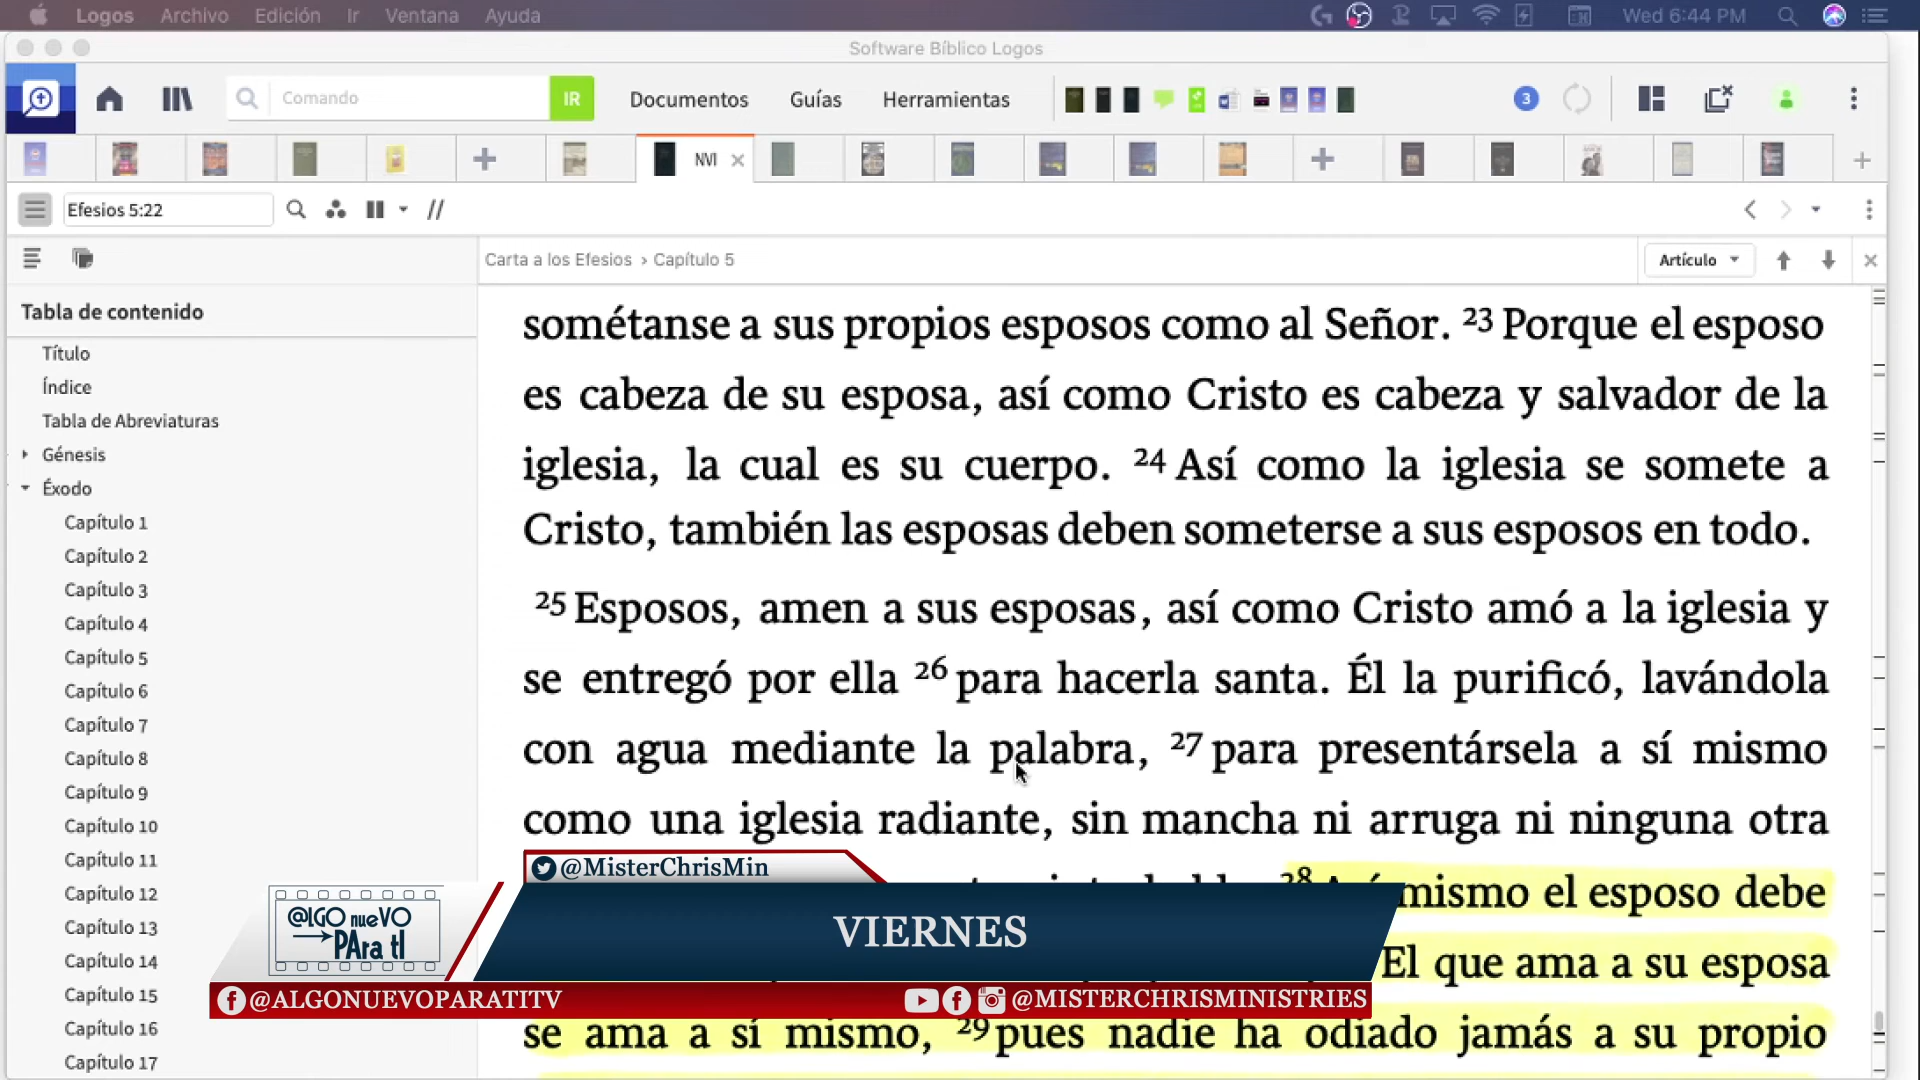 Logos Archivo Edición Ir Ventana Ayuda Wed 6:44 PM
Software Bíblico Logos
Comando IR Documentos Guías Herramientas 3
NVI
Efesios 5:22
Carta a los Efesios › Capítulo 5 Artículo
Tabla de contenido
Título
Índice
Tabla de Abreviaturas
Génesis
Éxodo
Capítulo 1
Capítulo 2
Capítulo 3
Capítulo 4
Capítulo 5
Capítulo 6
Capítulo 7
Capítulo 8
Capítulo 9
Capítulo 10
Capítulo 11
Capítulo 12
Capítulo 13
Capítulo 14
Capítulo 15
Capítulo 16
Capítulo 17
sométanse a sus propios esposos como al Señor. 23 Porque el esposo
es cabeza de su esposa, así como Cristo es cabeza y salvador de la
iglesia, la cual es su cuerpo. 24 Así como la iglesia se somete a
Cristo, también las esposas deben someterse a sus esposos en todo.
25 Esposos, amen a sus esposas, así como Cristo amó a la iglesia y
se entregó por ella 26 para hacerla santa. Él la purificó, lavándola
con agua mediante la palabra, 27 para presentársela a sí mismo
como una iglesia radiante, sin mancha ni arruga ni ninguna otra
28 mismo el esposo debe
El que ama a su esposa
se ama a sí mismo, 29 pues nadie ha odiado jamás a su propio
@MisterChrisMin
@LGO nueVO
PAra tI
VIERNES
@ALGONUEVOPARATITV @MISTERCHRISMINISTRIES